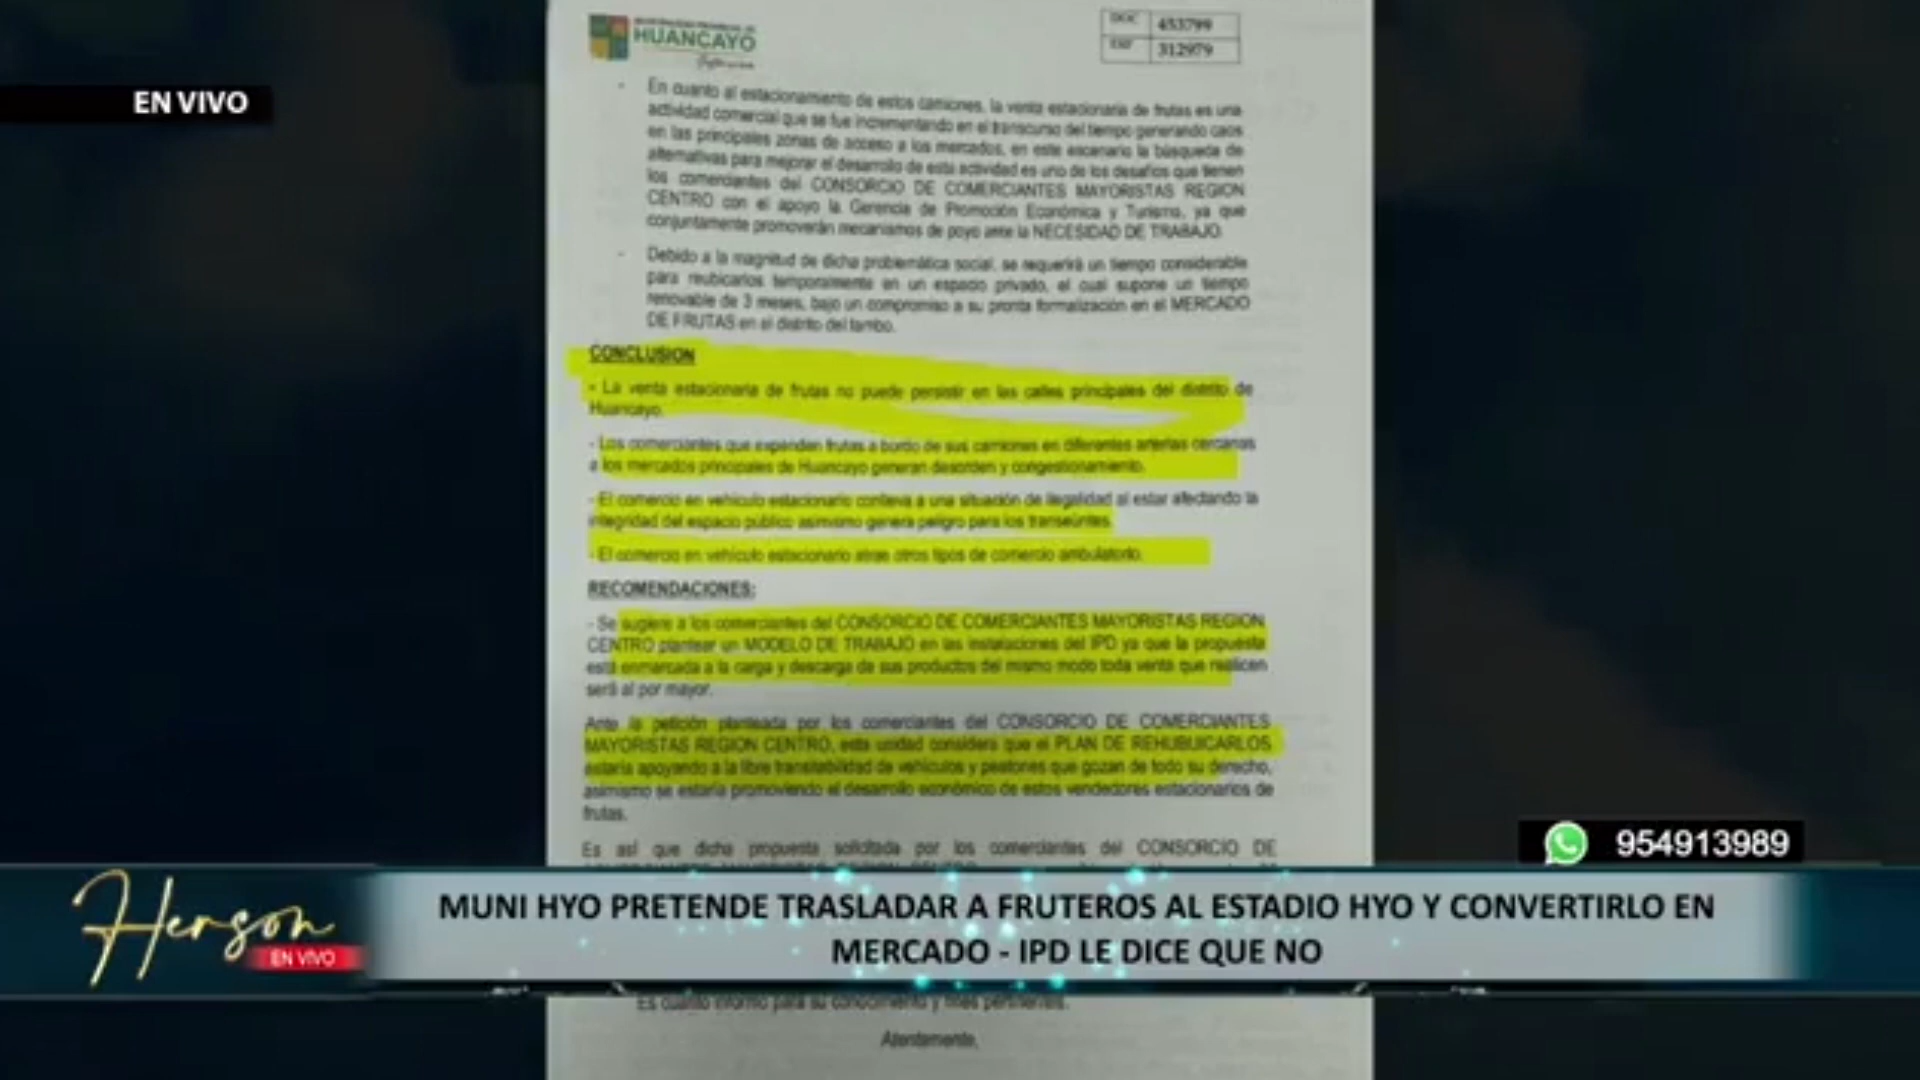 MUNICIPALIDAD PROVINCIAL DE
HUANCAYO
DOC 453799
EXP 312979
EN VIVO
- En cuanto al estacionamiento de estos camiones, la venta estacionaria de frutas es una
actividad comercial que se fue incrementando en el transcurso del tiempo generando caos
en las principales zonas de acceso a los mercados, en este escenario la búsqueda de
alternativas para mejorar el desarrollo de esta actividad es uno de los desafíos que tienen
los comerciantes del CONSORCIO DE COMERCIANTES MAYORISTAS REGION
CENTRO con el apoyo la Gerencia de Promoción Económica y Turismo, ya que
conjuntamente promoverán mecanismos de poyo ante la NECESIDAD DE TRABAJO.
- Debido a la magnitud de dicha problemática social, se requerirá un tiempo considerable
para reubicarlos temporalmente en un espacio privado, el cual supone un tiempo
renovable de 3 meses, bajo un compromiso a su pronta formalización en el MERCADO
DE FRUTAS en el distrito del tambo.
CONCLUSION
- La venta estacionaria de frutas no puede persistir en las calles principales del distrito de
Huancayo.
- Los comerciantes que expenden frutas a bordo de sus camiones en diferentes arterias cercanas
a los mercados principales de Huancayo generan desorden y congestionamiento.
- El comercio en vehículo estacionario conlleva a una situación de ilegalidad al estar afectando la
integridad del espacio publico asimismo genera peligro para los transeúntes.
- El comercio en vehículo estacionario atrae otros tipos de comercio ambulatorio.
RECOMENDACIONES:
- Se sugiere a los comerciantes del CONSORCIO DE COMERCIANTES MAYORISTAS REGION
CENTRO plantear un MODELO DE TRABAJO en las instalaciones del IPD ya que la propuesta
está enmarcada a la carga y descarga de sus productos del mismo modo toda venta que realicen
será al por mayor.
Ante la petición planteada por los comerciantes del CONSORCIO DE COMERCIANTES
MAYORISTAS REGION CENTRO, esta unidad considera que el PLAN DE REHUBUICARLOS
estaría apoyando a la libre transitabilidad de vehículos y peatones que gozan de todo su derecho,
asimismo se estaría promoviendo el desarrollo económico de estos vendedores estacionarios de
frutas.
Es así que dicha propuesta solicitada por los comerciantes del CONSORCIO DE
954913989
Herson
EN VIVO
MUNI HYO PRETENDE TRASLADAR A FRUTEROS AL ESTADIO HYO Y CONVERTIRLO EN
MERCADO - IPD LE DICE QUE NO
Es cuanto informo para su conocimiento y fines pertinentes.
Atentamente,